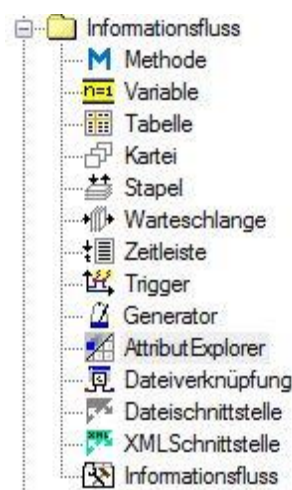 Informationsfluss
Methode
n=1 Variable
Tabelle
Kartei
Stapel
Warteschlange
Zeitleiste
Trigger
Generator
AttributExplorer
Dateiverknüpfung
Dateischnittstelle
XML XMLSchnittstelle
Informationsfluss